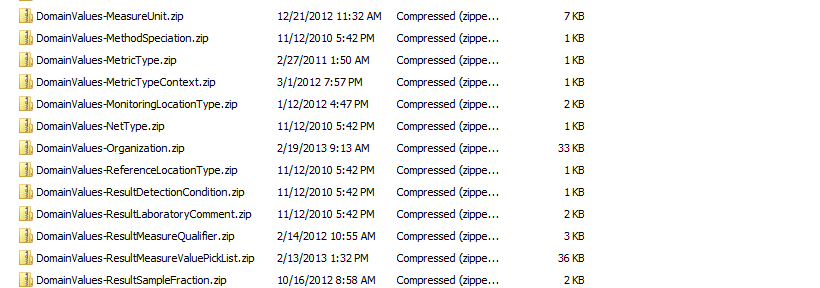 DomainValues-MeasureUnit.zip 12/21/2012 11:32 AM Compressed (zippe... 7 KB
DomainValues-MethodSpeciation.zip 11/12/2010 5:42 PM Compressed (zippe... 1 KB
DomainValues-MetricType.zip 2/27/2011 1:50 AM Compressed (zippe... 1 KB
DomainValues-MetricTypeContext.zip 3/1/2012 7:57 PM Compressed (zippe... 1 KB
DomainValues-MonitoringLocationType.zip 1/12/2012 4:47 PM Compressed (zippe... 2 KB
DomainValues-NetType.zip 11/12/2010 5:42 PM Compressed (zippe... 1 KB
DomainValues-Organization.zip 2/19/2013 9:13 AM Compressed (zippe... 33 KB
DomainValues-ReferenceLocationType.zip 11/12/2010 5:42 PM Compressed (zippe... 1 KB
DomainValues-ResultDetectionCondition.zip 11/12/2010 5:42 PM Compressed (zippe... 1 KB
DomainValues-ResultLaboratoryComment.zip 11/12/2010 5:42 PM Compressed (zippe... 2 KB
DomainValues-ResultMeasureQualifier.zip 2/14/2012 10:55 AM Compressed (zippe... 3 KB
DomainValues-ResultMeasureValuePickList.zip 2/13/2013 1:32 PM Compressed (zippe... 36 KB
DomainValues-ResultSampleFraction.zip 10/16/2012 8:58 AM Compressed (zippe... 2 KB